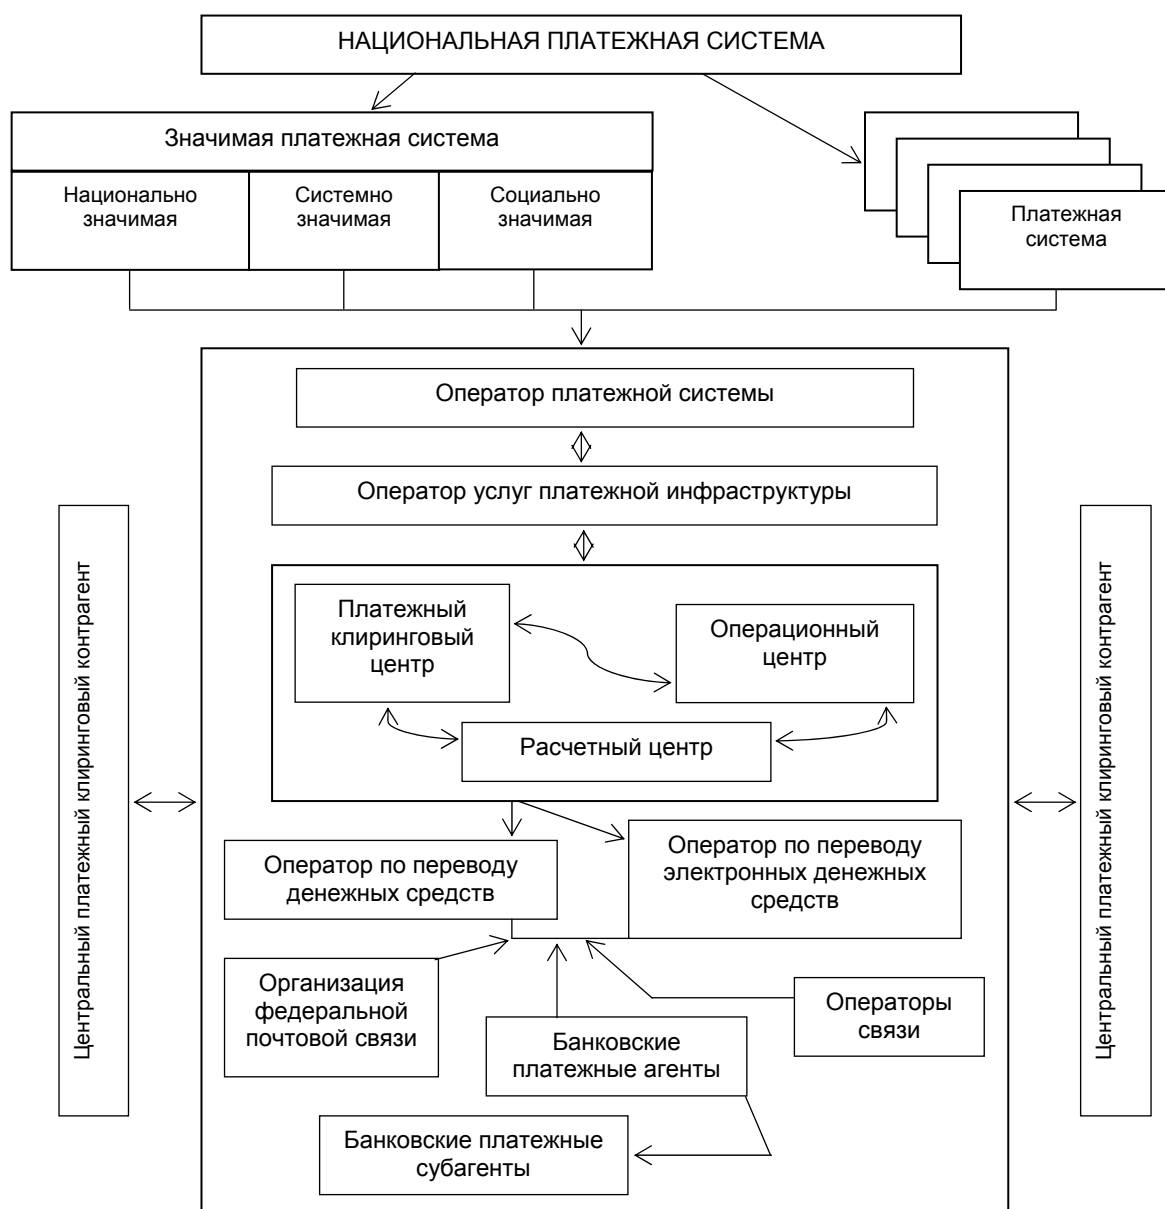 НАЦИОНАЛЬНАЯ ПЛАТЕЖНАЯ СИСТЕМА
Значимая платежная система
Национально
значимая
Системно
значимая
Социально
значимая
Платежная
система
Оператор платежной системы
Оператор услуг платежной инфраструктуры
Центральный платежный клиринговый контрагент
Платежный
клиринговый
центр
Операционный
центр
Расчетный центр
Центральный платежный клиринговый контрагент
Оператор по переводу
денежных средств
Оператор по переводу
электронных денежных
средств
Организация
федеральной
почтовой связи
Банковские
платежные агенты
Операторы
связи
Банковские платежные
субагенты